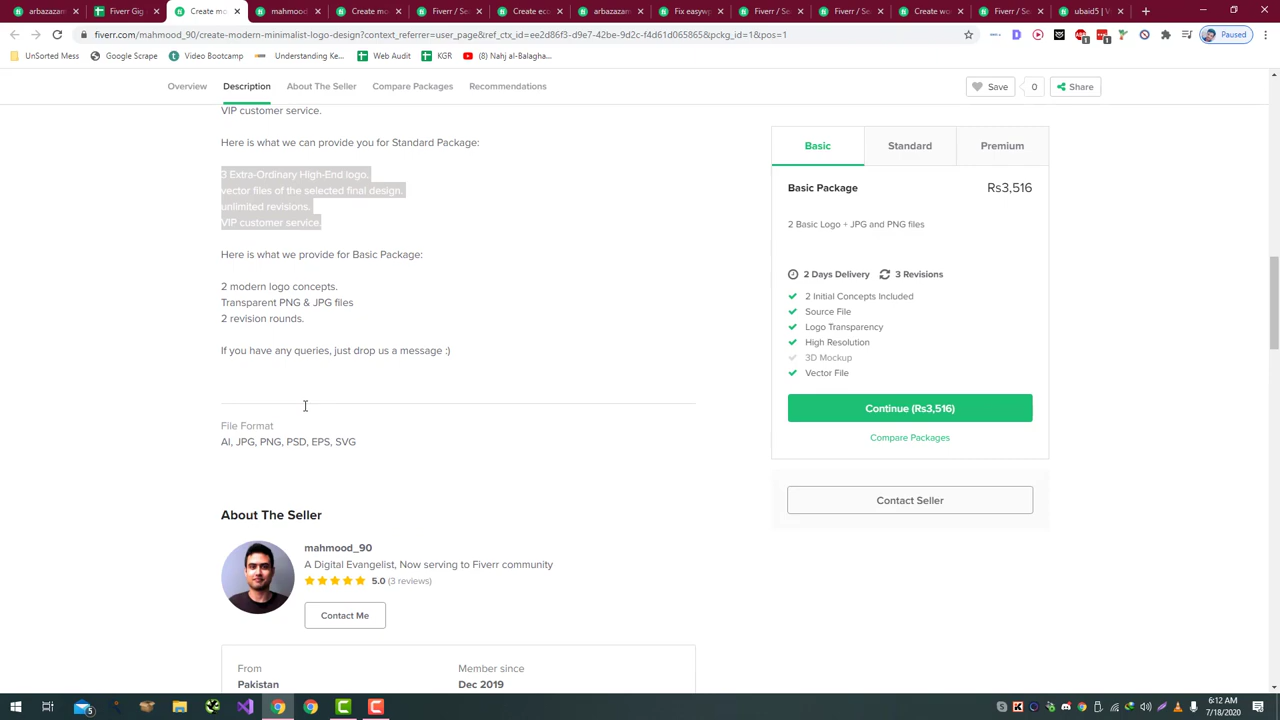 arbazazam
Fiverr Gig
Create mo
mahmood
Create mo
Fiverr / Se
Create eco
arbazazam
Fix easywp
Fiverr / Se
Fiverr / Se
Create wo
Fiverr / Se
ubaid5 | V
fiverr.com/mahmood_90/create-modern-minimalist-logo-design?context_referrer=user_page&ref_ctx_id=ee2d86f3-d9e7-42be-9d2c-f4d61d065865&pckg_id=1&pos=1
Paused
UnSorted Mess
Google Scrape
Video Bootcamp
Understanding Ke...
Web Audit
KGR
(8) Nahj al-Balagha...
Overview
Description
About The Seller
Compare Packages
Recommendations
Save
0
Share
VIP customer service.
Here is what we can provide you for Standard Package:
3 Extra-Ordinary High-End logo.
vector files of the selected final design.
unlimited revisions.
VIP customer service.
Here is what we provide for Basic Package:
2 modern logo concepts.
Transparent PNG & JPG files
2 revision rounds.
If you have any queries, just drop us a message :)
File Format
AI, JPG, PNG, PSD, EPS, SVG
About The Seller
mahmood_90
A Digital Evangelist, Now serving to Fiverr community
5.0 (3 reviews)
Contact Me
From
Pakistan
Member since
Dec 2019
Basic
Standard
Premium
Basic Package
Rs3,516
2 Basic Logo + JPG and PNG files
2 Days Delivery
3 Revisions
2 Initial Concepts Included
Source File
Logo Transparency
High Resolution
3D Mockup
Vector File
Continue (Rs3,516)
Compare Packages
Contact Seller
6:12 AM
7/18/2020